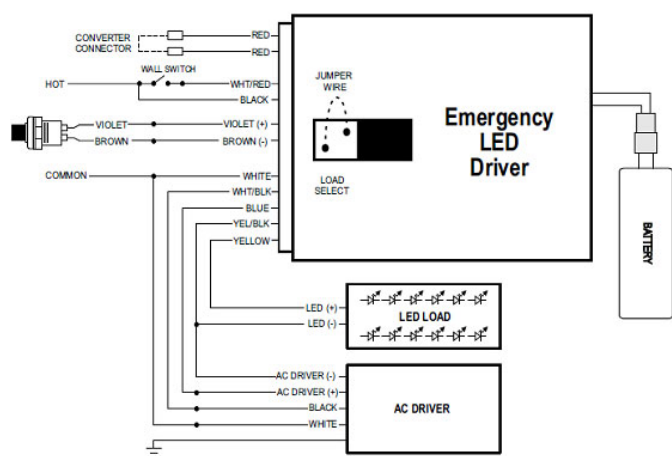 CONVERTER
CONNECTOR
RED
RED
WALL SWITCH
HOT
WHT/RED
BLACK
VIOLET
VIOLET (+)
BROWN
BROWN (-)
COMMON
WHITE
WHT/BLK
BLUE
YEL/BLK
YELLOW
JUMPER
WIRE
LOAD
SELECT
Emergency
LED
Driver
BATTERY
LED (+)
LED (-)
LED LOAD
AC DRIVER (-)
AC DRIVER (+)
BLACK
WHITE
AC DRIVER